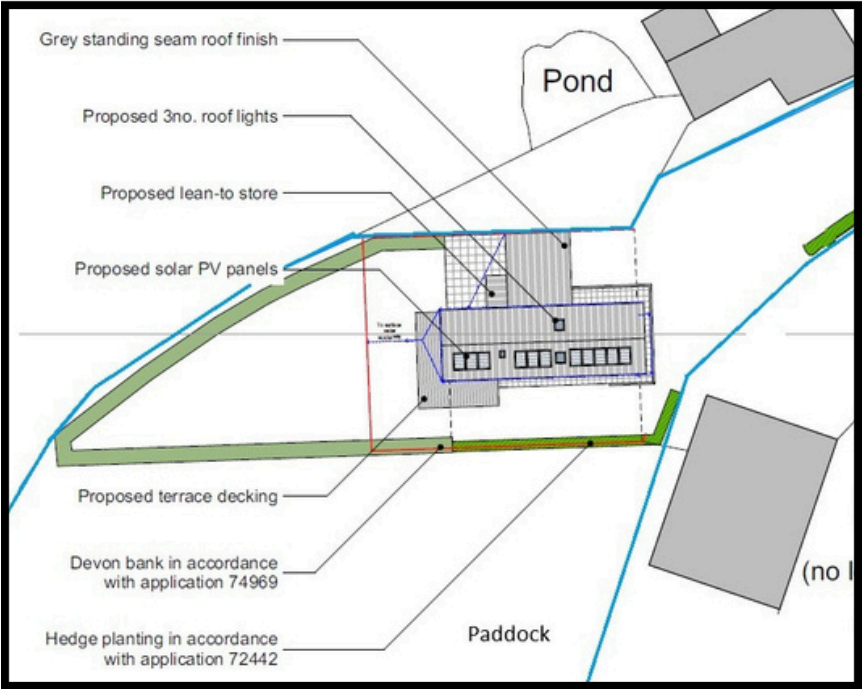 Grey standing seam roof finish
Pond
Proposed 3no. roof lights
Proposed lean-to store
Proposed solar PV panels
Proposed terrace decking
Devon bank in accordance
with application 74969
(no
Hedge planting in accordance
with application 72442
Paddock